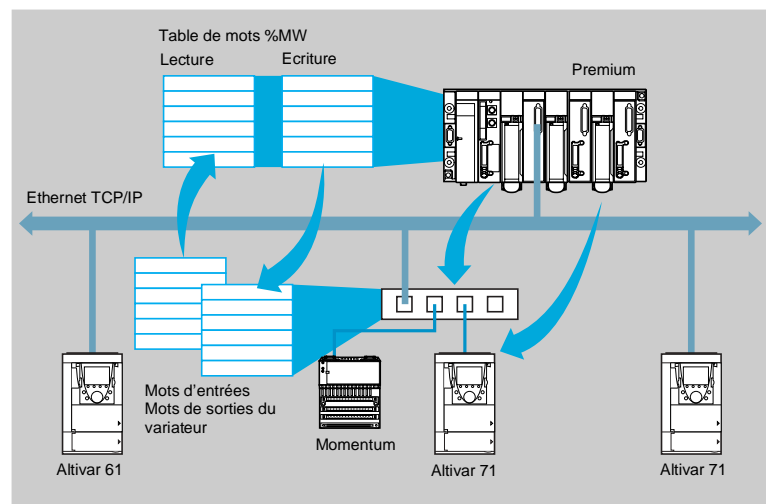 Table de mots %MW
Lecture
Ecriture
Premium
Ethernet TCP/IP
Mots d'entrées
Mots de sorties du
variateur
Momentum
Altivar 61
Altivar 71
Altivar 71